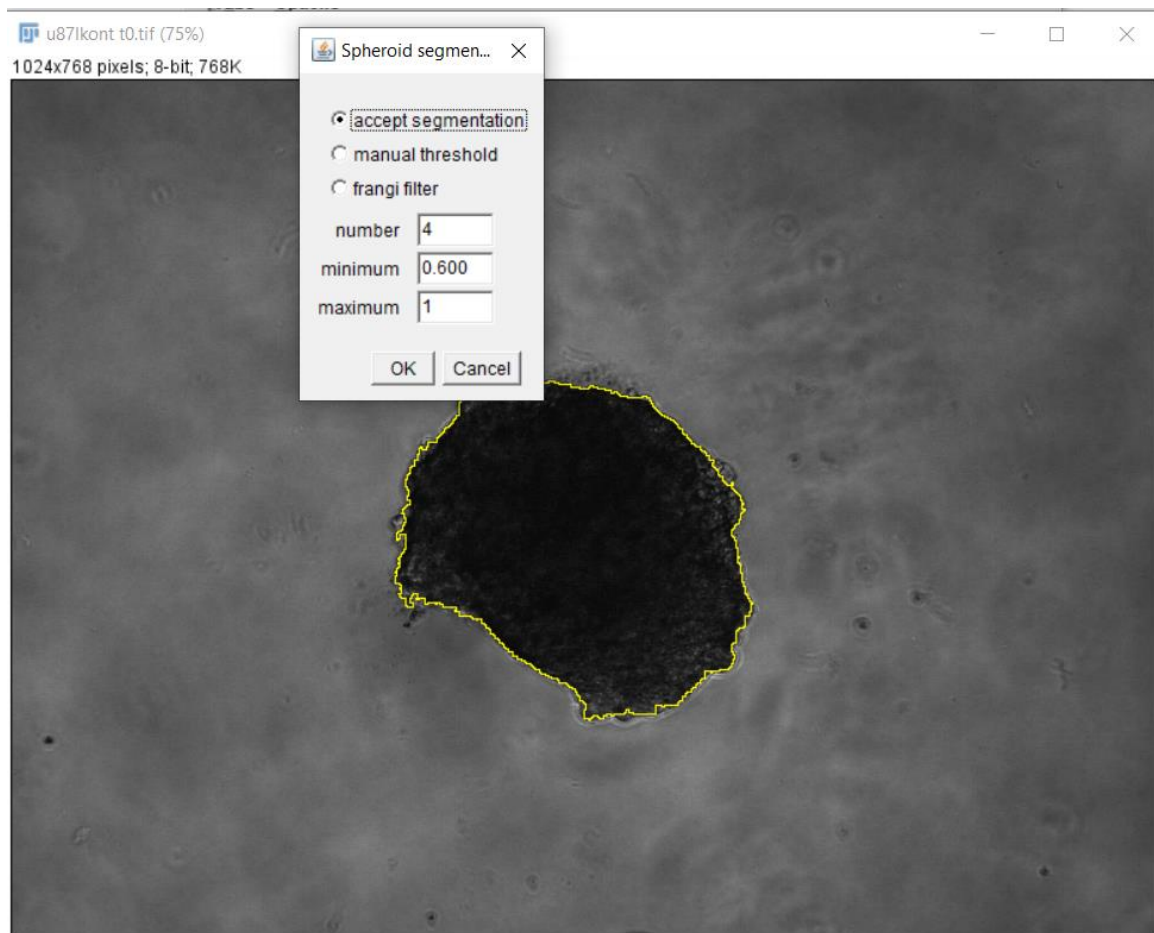 u87lkont t0.tif (75%)
1024x768 pixels; 8-bit; 768K
Spheroid segmen...
accept segmentation
manual threshold
frangi filter
number 4
minimum 0.600
maximum 1
OK Cancel